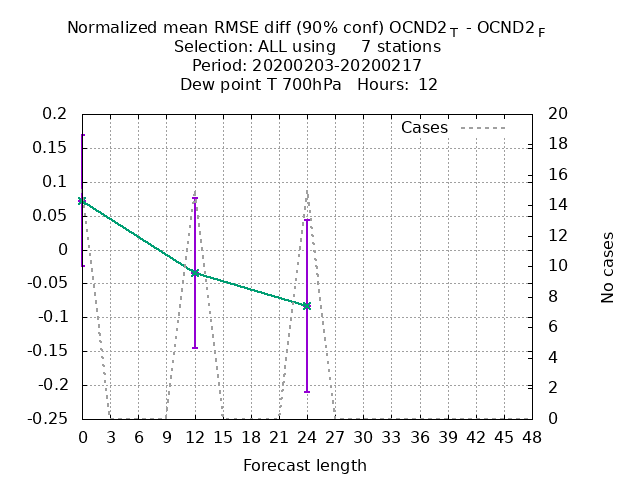 Normalized mean RMSE diff (90% conf) OCND2 T - OCND2 F
Selection: ALL using 7 stations
Period: 20200203-20200217
Dew point T 700hPa Hours: 12
Cases
0.2
0.15
0.1
0.05
0
-0.05
-0.1
-0.15
-0.2
-0.25
20
18
16
14
12
10
8
6
4
2
0
No cases
0 3 6 9 12 15 18 21 24 27 30 33 36 39 42 45 48
Forecast length